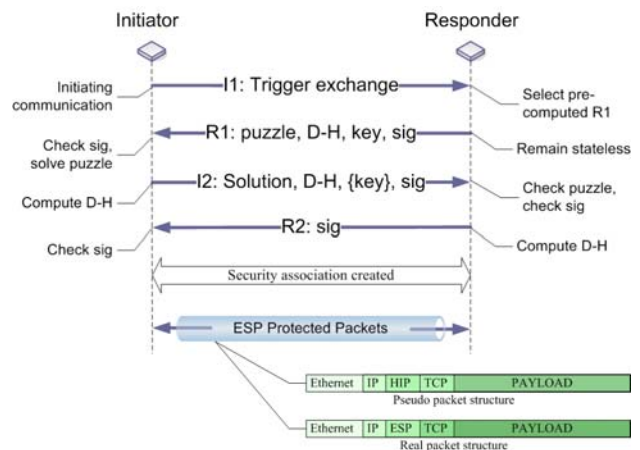 Initiator
Responder
I1: Trigger exchange
Initiating
communication
Select pre-
computed R1
R1: puzzle, D-H, key, sig
Check sig,
solve puzzle
Remain stateless
I2: Solution, D-H, {key}, sig
Compute D-H
Check puzzle,
check sig
R2: sig
Check sig
Compute D-H
Security association created
ESP Protected Packets
Ethernet IP HIP TCP PAYLOAD
Pseudo packet structure
Ethernet IP ESP TCP PAYLOAD
Real packet structure